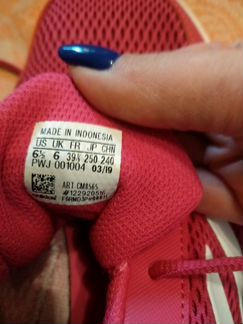 MADE IN INDONESIA
US UK FR JP CHN
6½ 6 39⅓ 250 240
PWJ 001004 03/19
ART CM8565